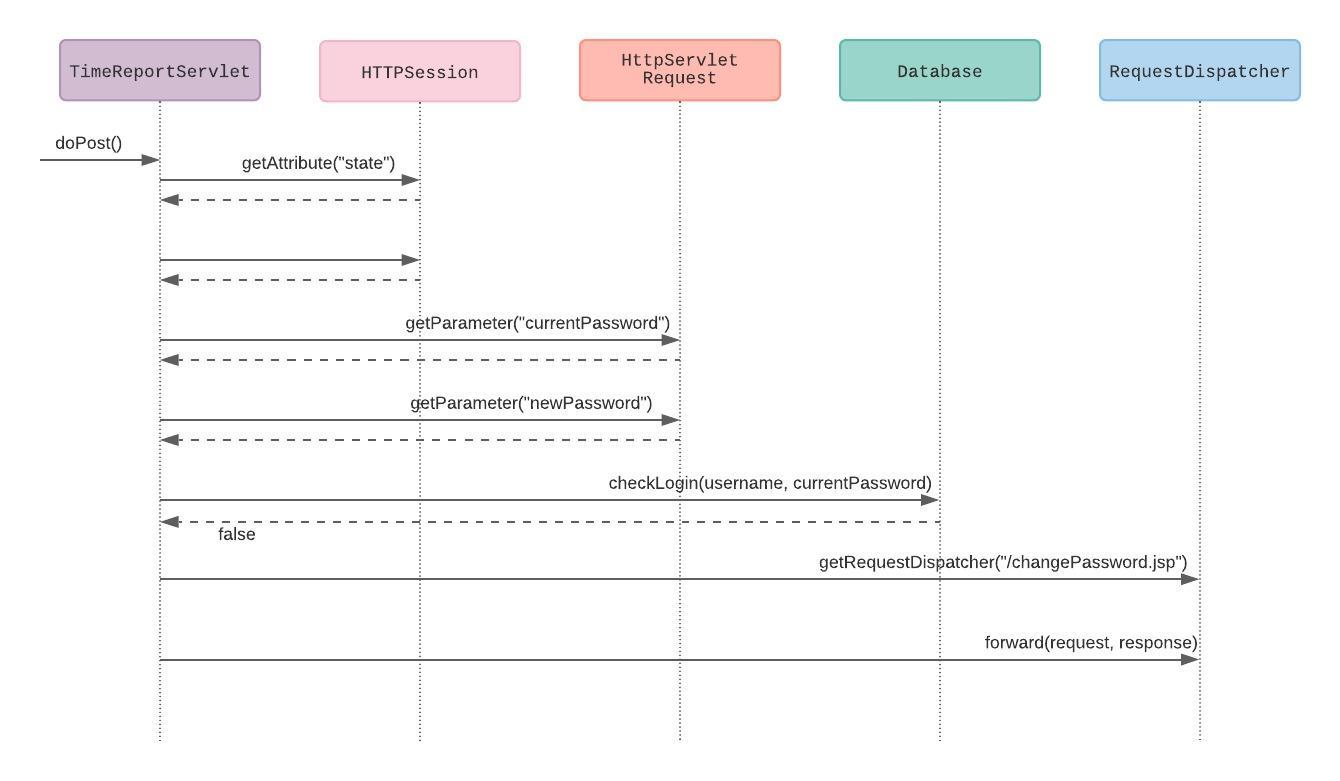 TimeReportServlet
HTTPSession
HttpServlet
Request
Database
RequestDispatcher
doPost()
getAttribute("state")
getParameter("currentPassword")
getParameter("newPassword")
checkLogin(username, currentPassword)
false
getRequestDispatcher("/changePassword.jsp")
forward(request, response)